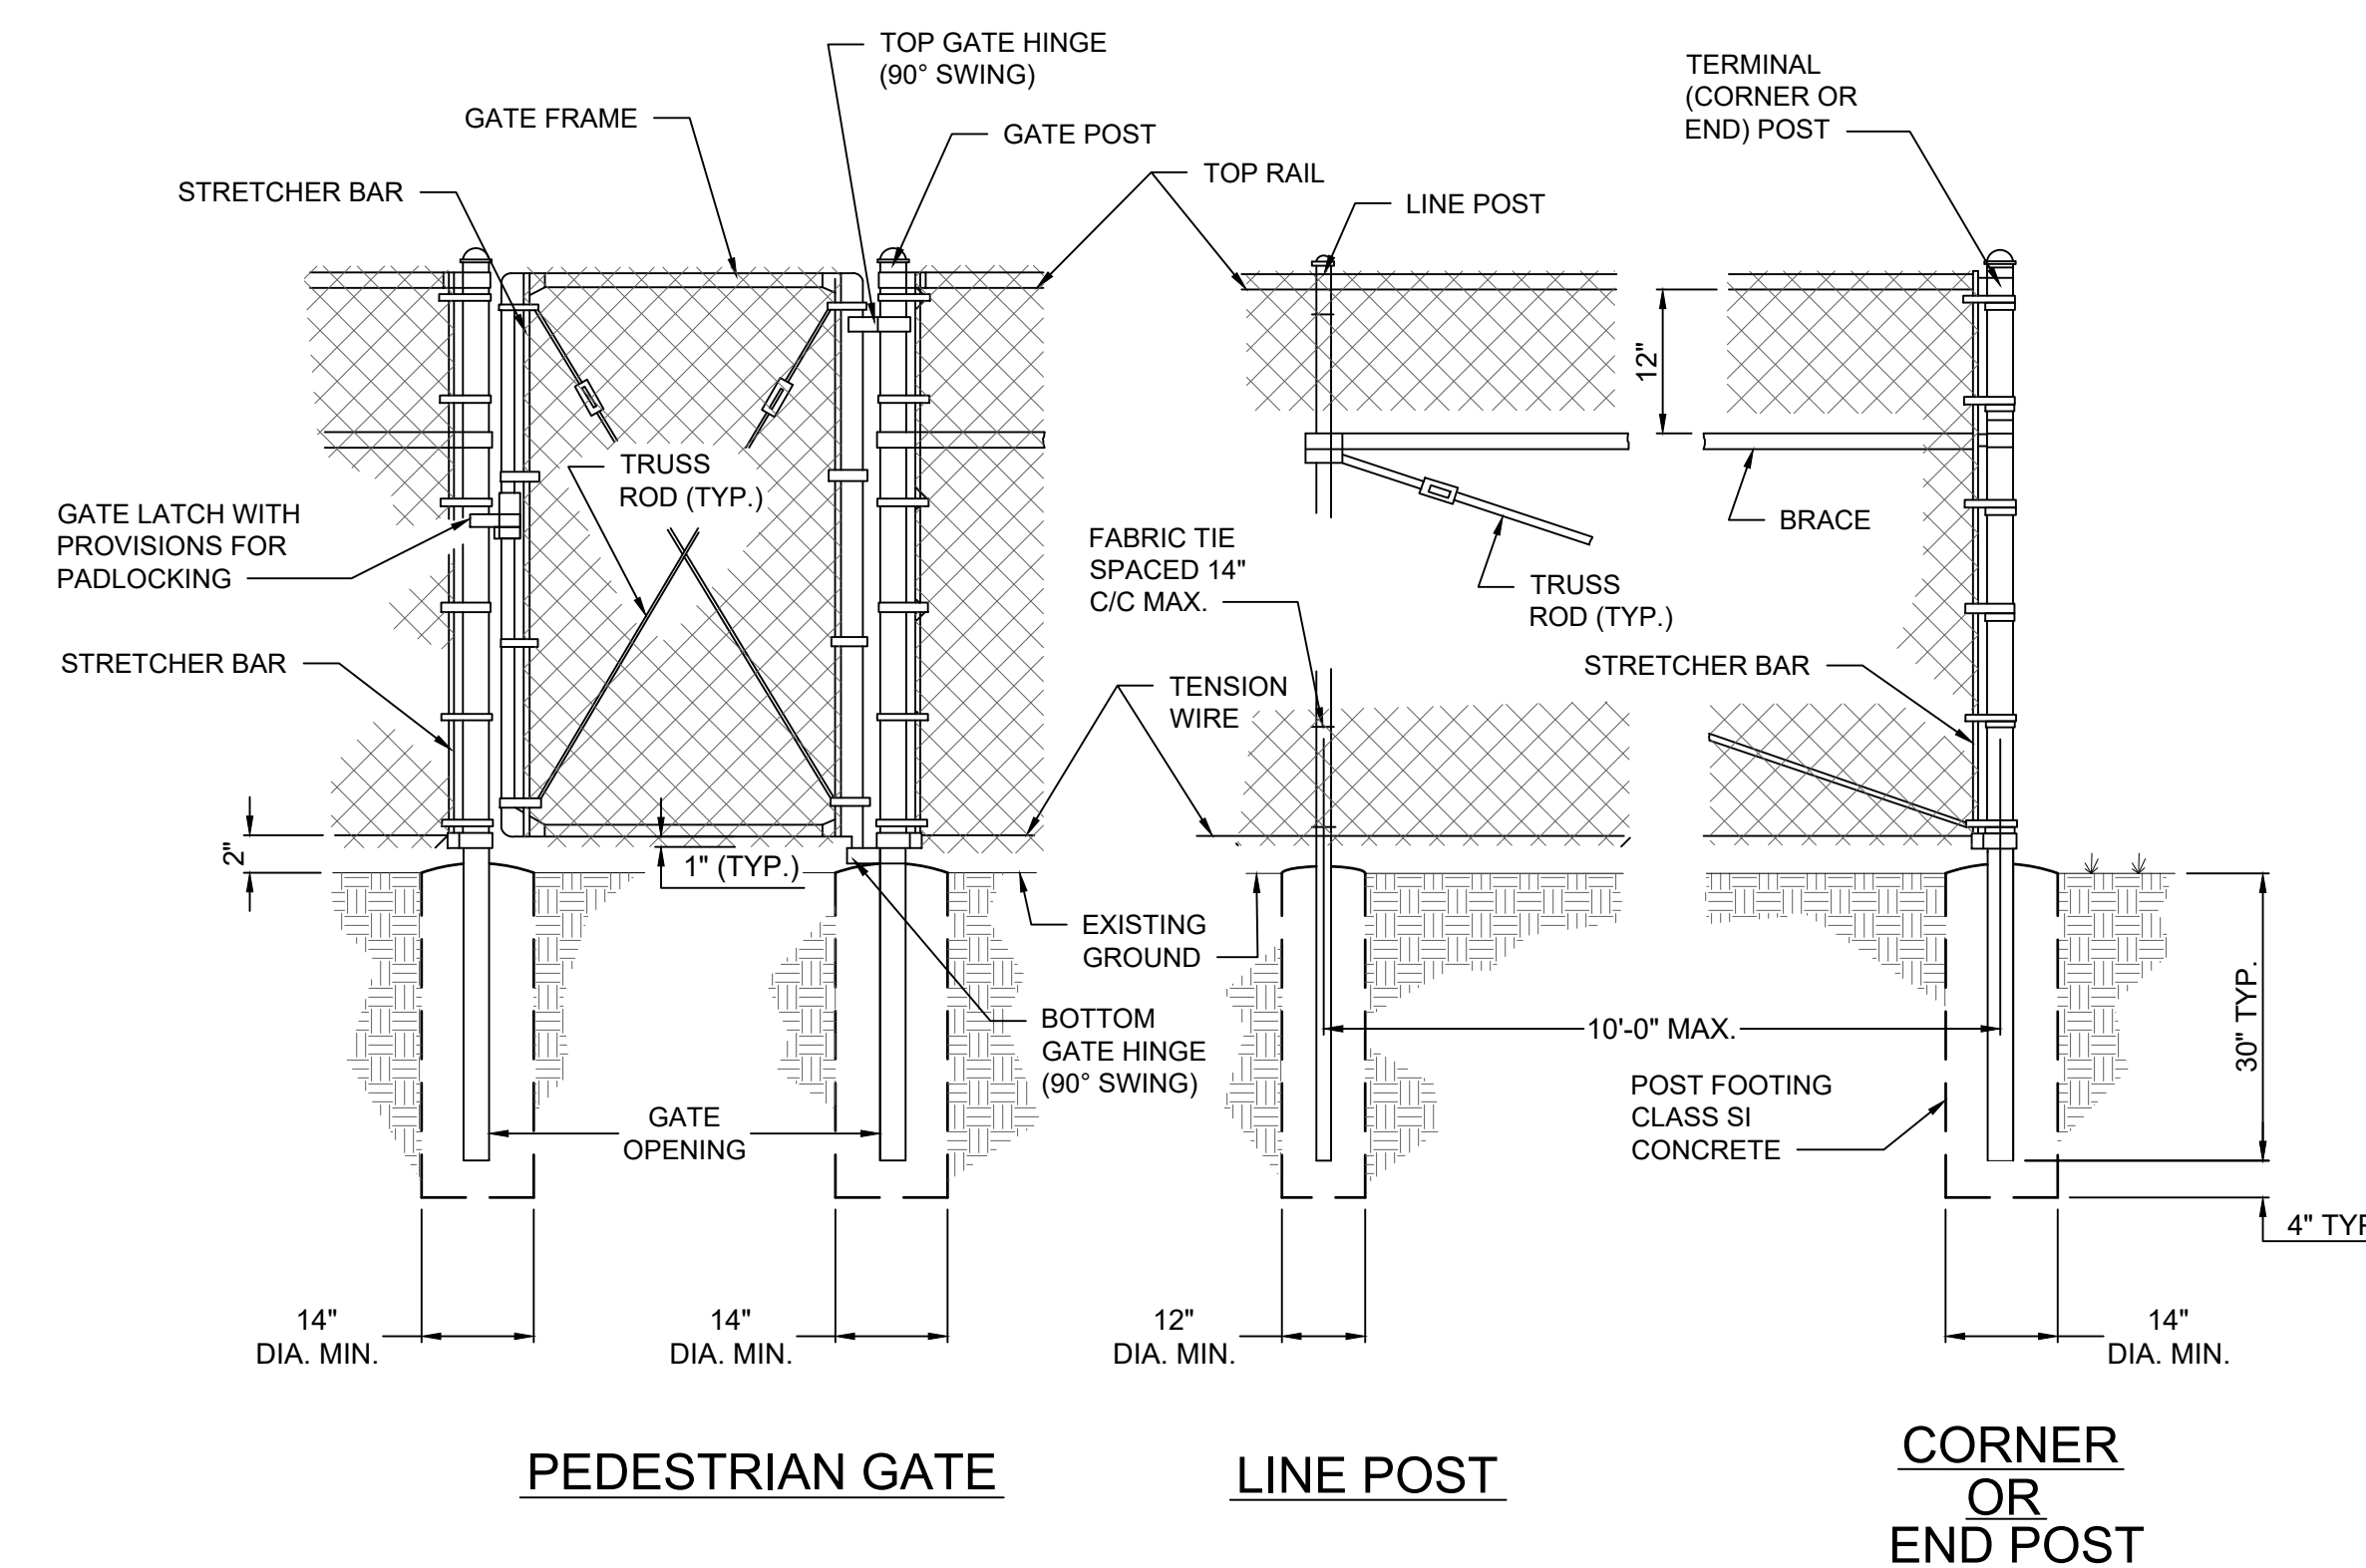 TOP GATE HINGE
(90° SWING)
GATE FRAME
GATE POST
STRETCHER BAR
TOP RAIL
LINE POST
TERMINAL
(CORNER OR
END) POST
12"
TRUSS
ROD (TYP.)
GATE LATCH WITH
PROVISIONS FOR
PADLOCKING
BRACE
FABRIC TIE
SPACED 14"
C/C MAX.
TRUSS
ROD (TYP.)
STRETCHER BAR
STRETCHER BAR
TENSION
WIRE
2"
1" (TYP.)
EXISTING
GROUND
BOTTOM
GATE HINGE
(90° SWING)
10'-0" MAX.
30" TYP.
POST FOOTING
CLASS SI
CONCRETE
GATE
OPENING
4" TYP
14"
DIA. MIN.
14"
DIA. MIN.
12"
DIA. MIN.
14"
DIA. MIN.
PEDESTRIAN GATE
LINE POST
CORNER
OR
END POST